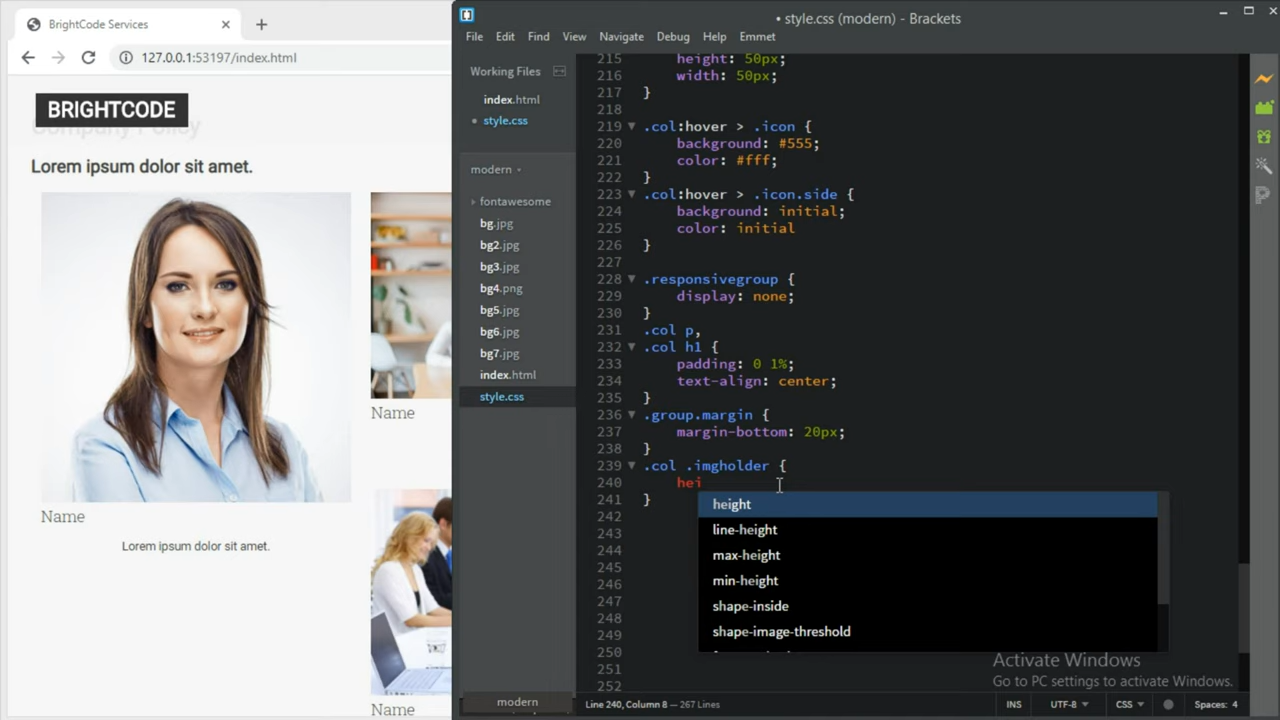 BrightCode Services
127.0.0.1:53197/index.html
BRIGHTCODE
Company Policy
Lorem ipsum dolor sit amet.
Name
Lorem ipsum dolor sit amet.
Name
Name
• style.css (modern) - Brackets
File Edit Find View Navigate Debug Help Emmet
Working Files
index.html
style.css
modern
fontawesome
bg.jpg
bg2.jpg
bg3.jpg
bg4.png
bg5.jpg
bg6.jpg
bg7.jpg
index.html
style.css
modern
215 height: 50px;
216 width: 50px;
217 }
218
219 .col:hover > .icon {
220 background: #555;
221 color: #fff;
222 }
223 .col:hover > .icon.side {
224 background: initial;
225 color: initial
226 }
227
228 .responsivegroup {
229 display: none;
230 }
231 .col p,
232 .col h1 {
233 padding: 0 1%;
234 text-align: center;
235 }
236 .group.margin {
237 margin-bottom: 20px;
238 }
239 .col .imgholder {
240 hei
241 }
242
243
244
245
246
247
248
249
250
251
252
height
line-height
max-height
min-height
shape-inside
shape-image-threshold
Activate Windows
Go to PC settings to activate Windows.
Line 240, Column 8 — 267 Lines
INS UTF-8 CSS Spaces: 4